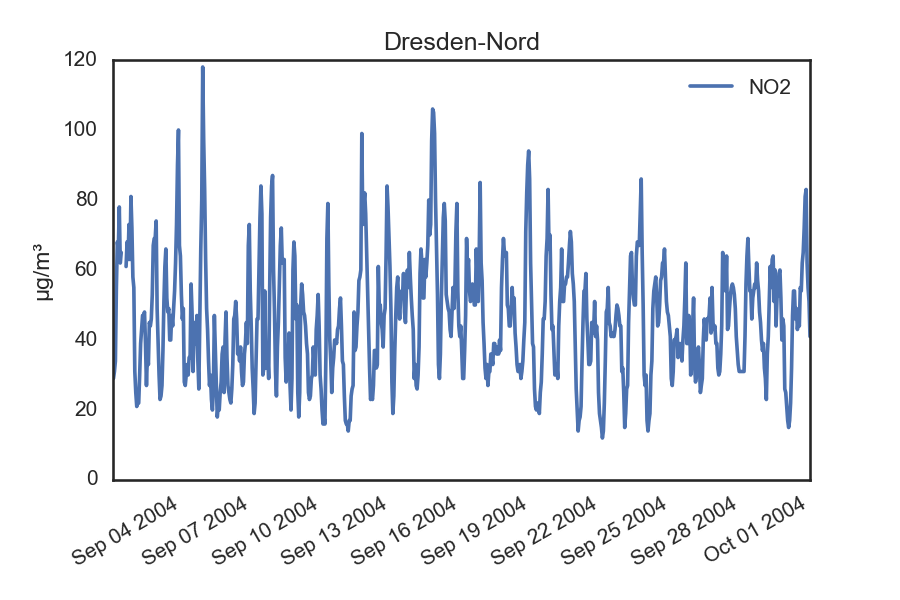 Dresden-Nord
120
100
80
60
40
20
0
µg/m³
NO2
Sep 04 2004
Sep 07 2004
Sep 10 2004
Sep 13 2004
Sep 16 2004
Sep 19 2004
Sep 22 2004
Sep 25 2004
Sep 28 2004
Oct 01 2004